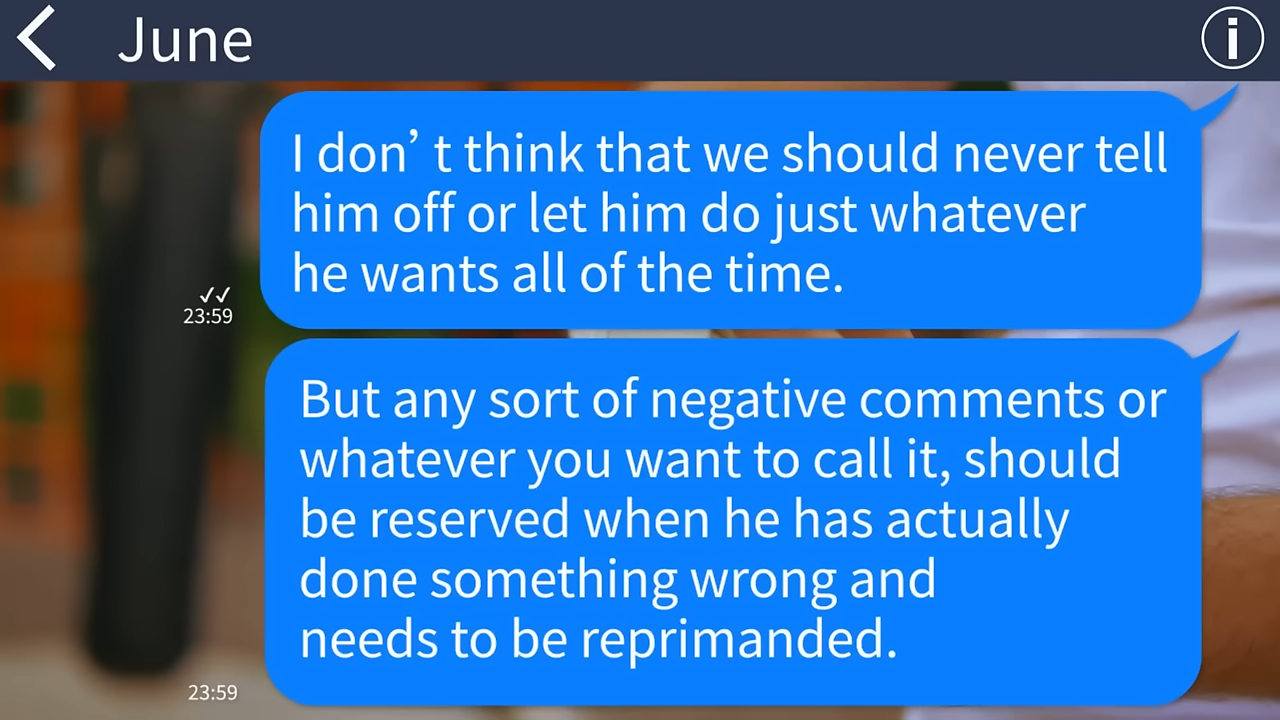 June
I don’t think that we should never tell
him off or let him do just whatever
he wants all of the time.
✓✓
23:59
But any sort of negative comments or
whatever you want to call it, should
be reserved when he has actually
done something wrong and
needs to be reprimanded.
23:59